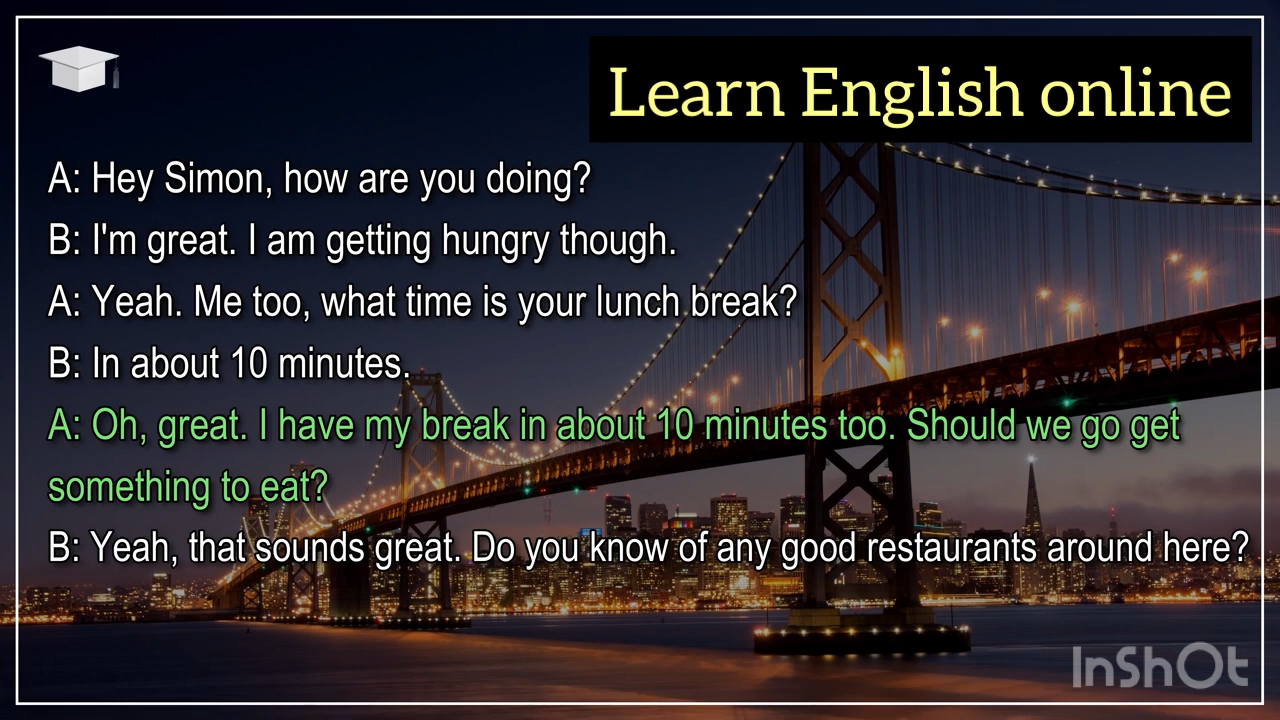 Learn English online
A: Hey Simon, how are you doing?
B: I'm great. I am getting hungry though.
A: Yeah. Me too, what time is your lunch break?
B: In about 10 minutes.
A: Oh, great. I have my break in about 10 minutes too. Should we go get
something to eat?
B: Yeah, that sounds great. Do you know of any good restaurants around here?
InShOt